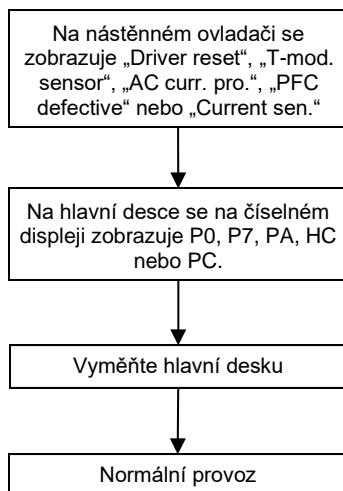 Na nástěnném ovladači se
zobrazuje „Driver reset“, „T-mod.
sensor“, „AC curr. pro.“, „PFC
defective“ nebo „Current sen.“
Na hlavní desce se na číselném
displeji zobrazuje P0, P7, PA, HC
nebo PC.
Vyměňte hlavní desku
Normální provoz